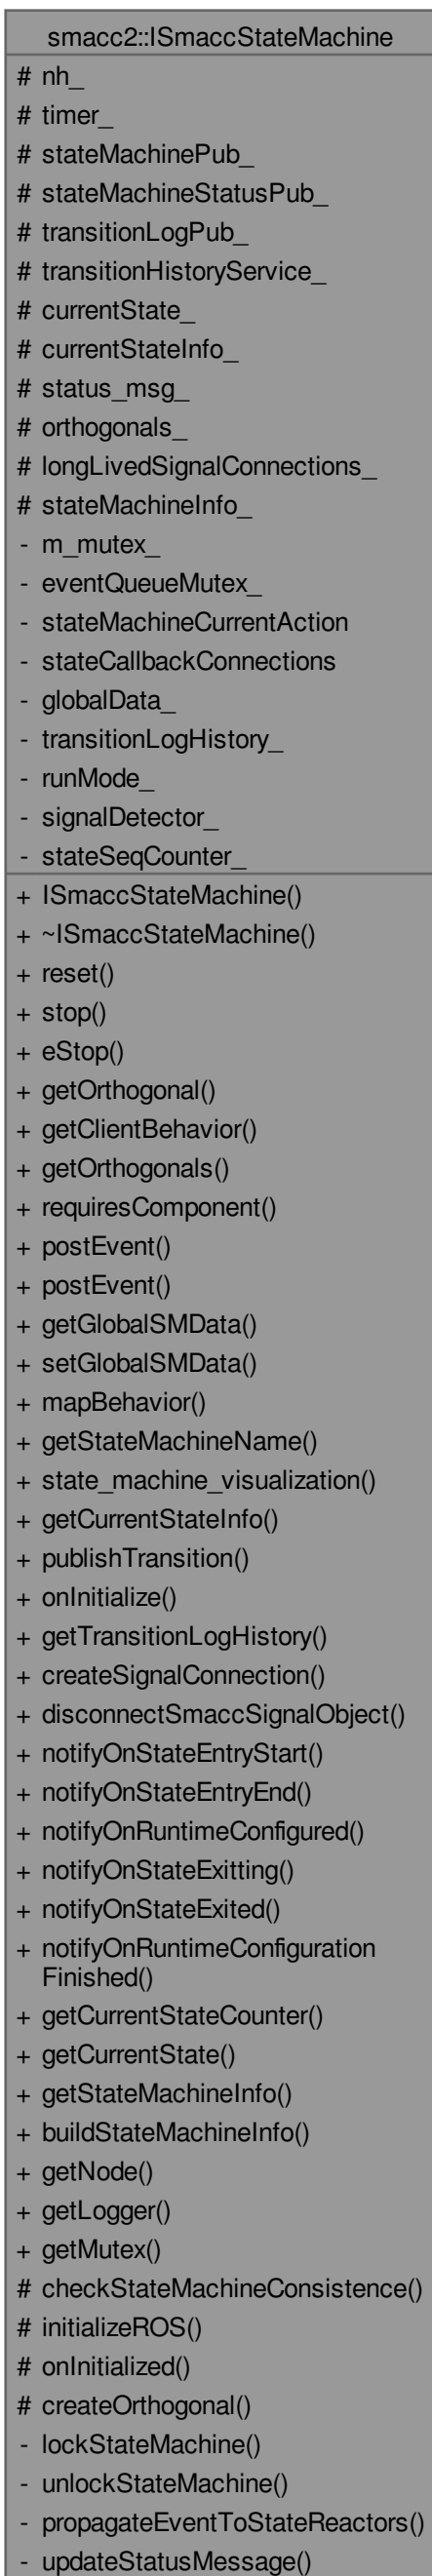 smacc2::ISmaccStateMachine
# nh_
# timer_
# stateMachinePub_
# stateMachineStatusPub_
# transitionLogPub_
# transitionHistoryService_
# currentState_
# currentStateInfo_
# status_msg_
# orthogonals_
# longLivedSignalConnections_
# stateMachineInfo_
- m_mutex_
- eventQueueMutex_
- stateMachineCurrentAction
- stateCallbackConnections
- globalData_
- transitionLogHistory_
- runMode_
- signalDetector_
- stateSeqCounter_
+ ISmaccStateMachine()
+ ~ISmaccStateMachine()
+ reset()
+ stop()
+ eStop()
+ getOrthogonal()
+ getClientBehavior()
+ getOrthogonals()
+ requiresComponent()
+ postEvent()
+ postEvent()
+ getGlobalSMData()
+ setGlobalSMData()
+ mapBehavior()
+ getStateMachineName()
+ state_machine_visualization()
+ getCurrentStateInfo()
+ publishTransition()
+ onInitialize()
+ getTransitionLogHistory()
+ createSignalConnection()
+ disconnectSmaccSignalObject()
+ notifyOnStateEntryStart()
+ notifyOnStateEntryEnd()
+ notifyOnRuntimeConfigured()
+ notifyOnStateExitting()
+ notifyOnStateExited()
+ notifyOnRuntimeConfiguration
Finished()
+ getCurrentStateCounter()
+ getCurrentState()
+ getStateMachineInfo()
+ buildStateMachineInfo()
+ getNode()
+ getLogger()
+ getMutex()
# checkStateMachineConsistence()
# initializeROS()
# onInitialized()
# createOrthogonal()
- lockStateMachine()
- unlockStateMachine()
- propagateEventToStateReactors()
- updateStatusMessage()